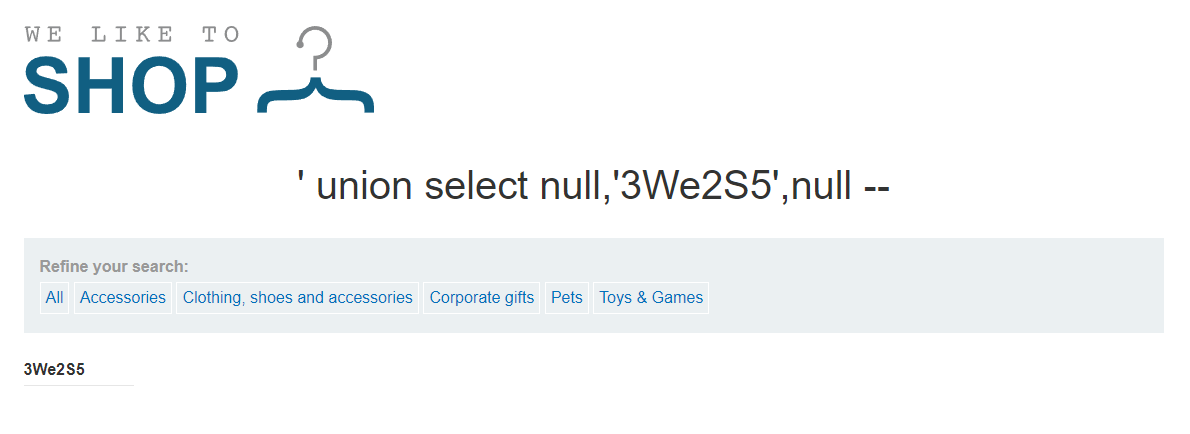 WE LIKE TO
SHOP
' union select null,'3We2S5',null --
Refine your search:
All Accessories Clothing, shoes and accessories Corporate gifts Pets Toys & Games
3We2S5